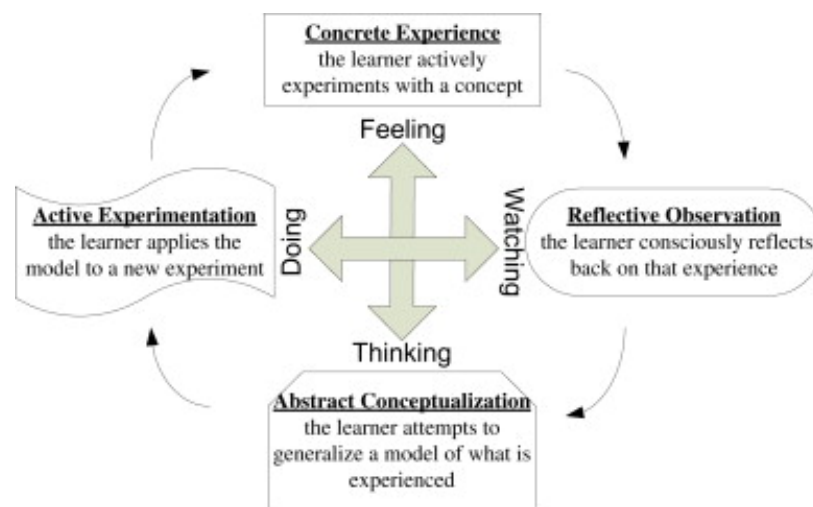 Concrete Experience
the learner actively
experiments with a concept
Feeling
Active Experimentation
the learner applies the
model to a new experiment
Doing
Watching
Reflective Observation
the learner consciously reflects
back on that experience
Thinking
Abstract Conceptualization
the learner attempts to
generalize a model of what is
experienced